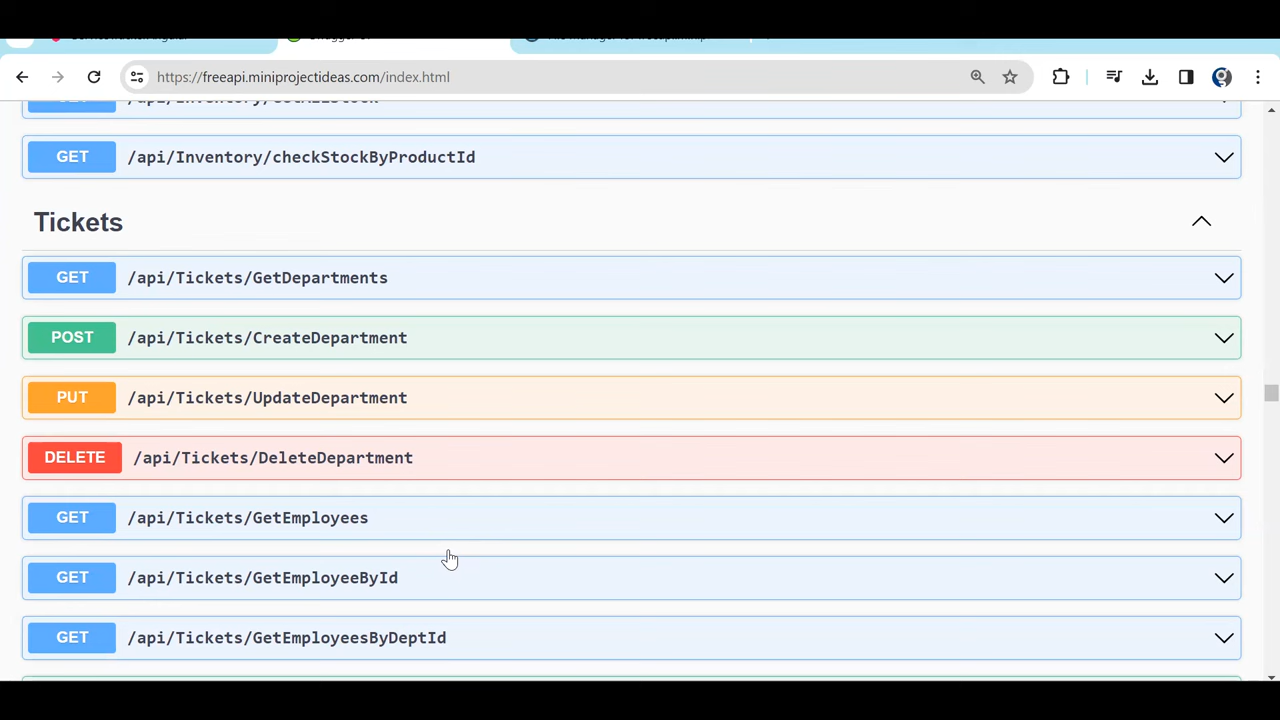 https://freeapi.miniprojectideas.com/index.html
GET /api/Inventory/checkStockByProductId
Tickets
GET /api/Tickets/GetDepartments
POST /api/Tickets/CreateDepartment
PUT /api/Tickets/UpdateDepartment
DELETE /api/Tickets/DeleteDepartment
GET /api/Tickets/GetEmployees
GET /api/Tickets/GetEmployeeById
GET /api/Tickets/GetEmployeesByDeptId